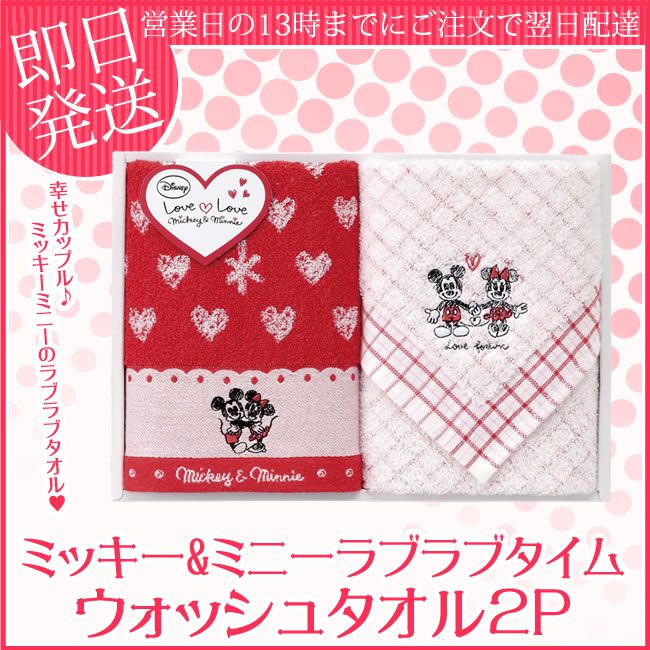 営業日の13時までにご注文で翌日配達
即日
発送
幸せカップル♪
ミッキーミニーのラブラブタオル♥
Disney
Love ♡ Love
Mickey & Minnie
Love forever
Mickey & Minnie
ミッキー&ミニーラブラブタイム
ウォッシュタオル2P